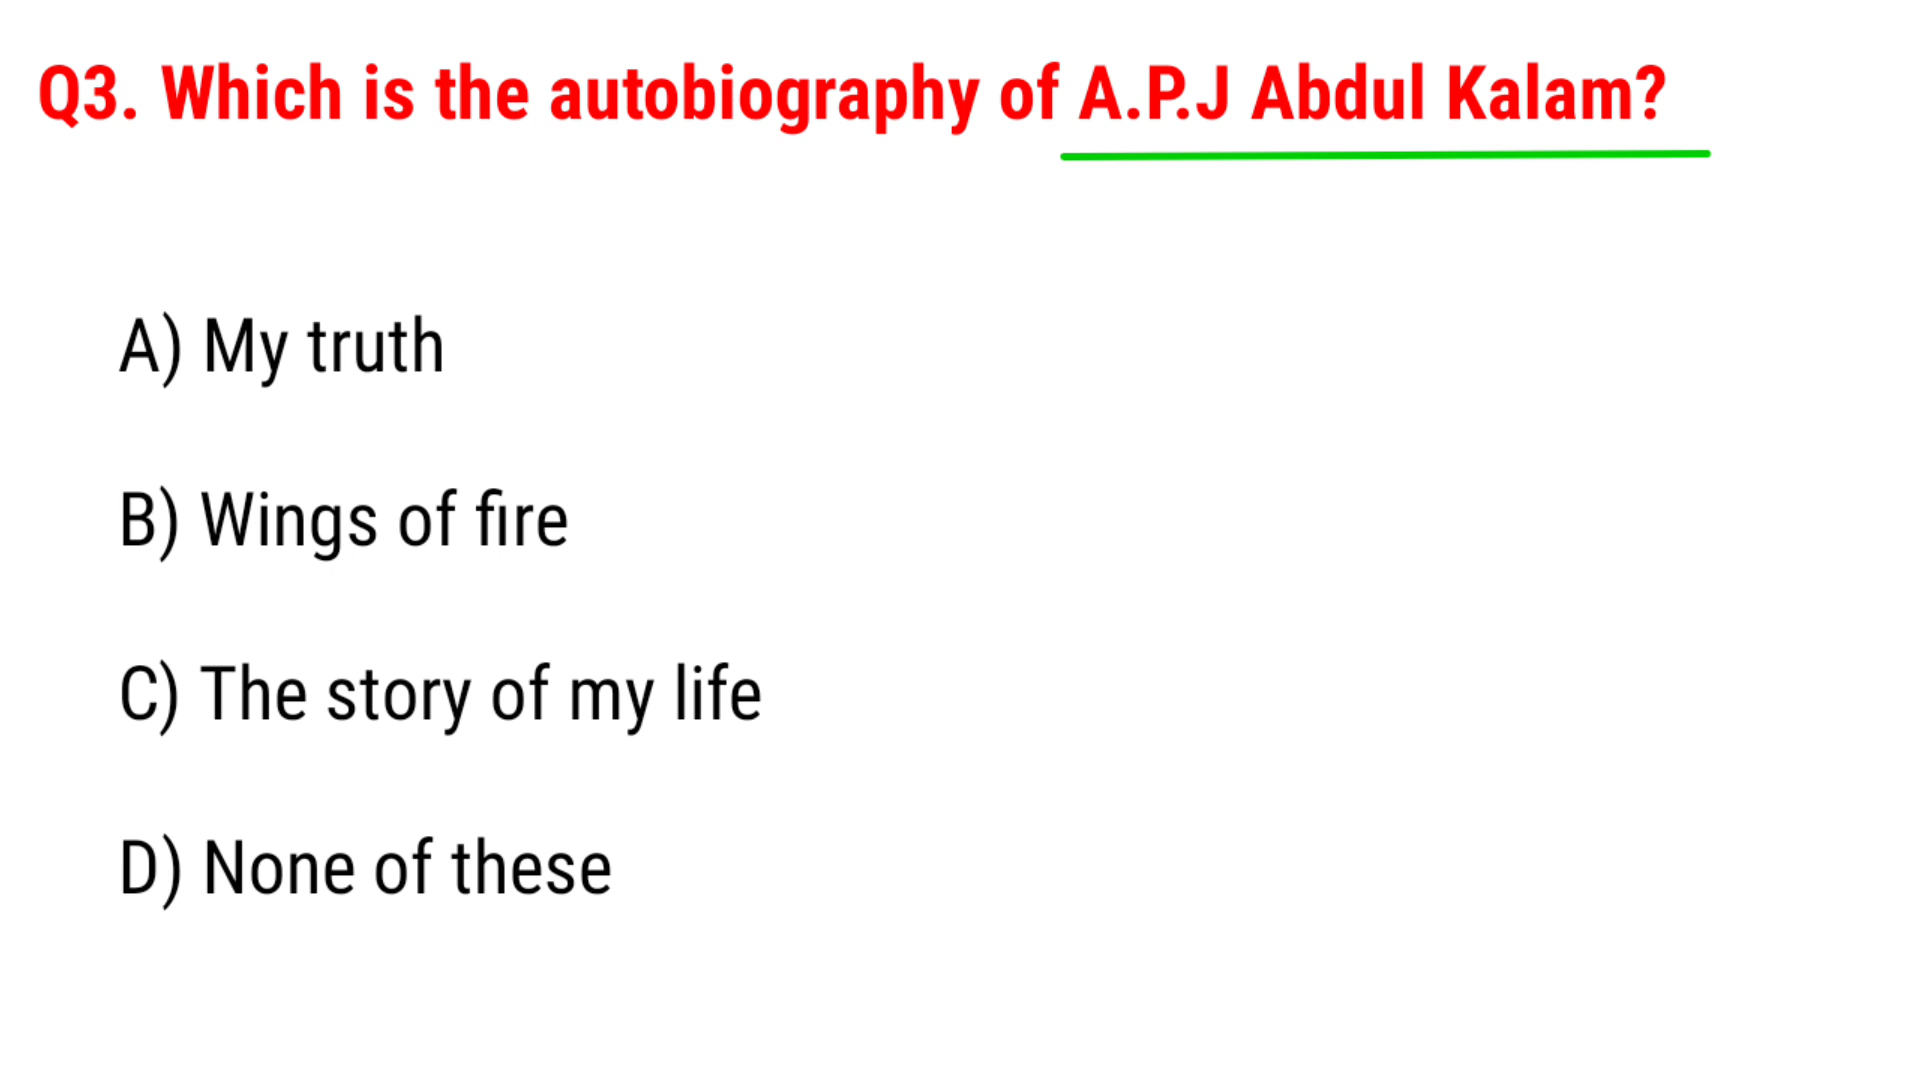 Q3. Which is the autobiography of A.P.J Abdul Kalam?
A) My truth
B) Wings of fire
C) The story of my life
D) None of these